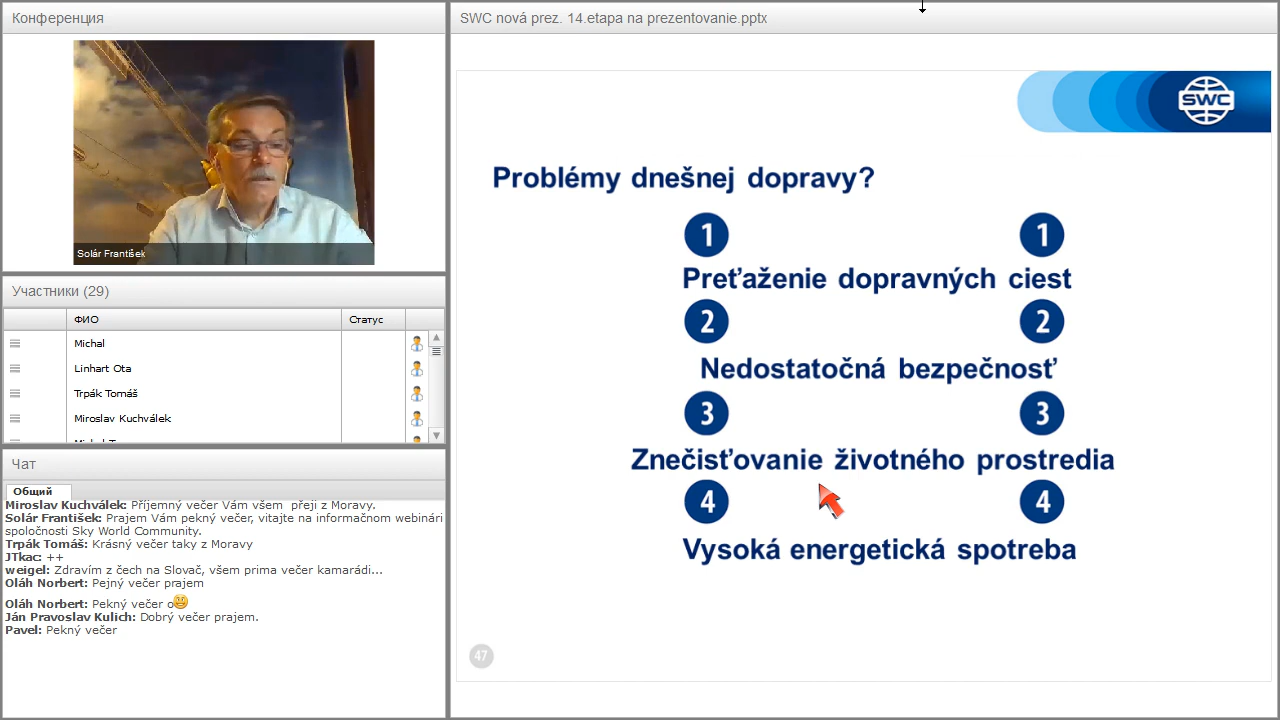 Конференция
Solár František
Участники (29)
ФИО
Статус
Michal
Linhart Ota
Trpák Tomáš
Miroslav Kuchválek
Чат
Общий
Miroslav Kuchválek: Příjemný večer Vám všem přeji z Moravy.
Solár František: Prajem Vám pekný večer, vitajte na informačnom webinári
spoločnosti Sky World Community.
Trpák Tomáš: Krásný večer taky z Moravy
JTkac: ++
weigel: Zdravím z čech na Slovač, všem prima večer kamarádi...
Oláh Norbert: Pejný večer prajem
Oláh Norbert: Pekný večer o
Ján Pravoslav Kulich: Dobrý večer prajem.
Pavel: Pekný večer
SWC nová prez. 14.etapa na prezentovanie.pptx
SWC
Problémy dnešnej dopravy?
1 1
Preťaženie dopravných ciest
2 2
Nedostatočná bezpečnosť
3 3
Znečisťovanie životného prostredia
4 4
Vysoká energetická spotreba
47